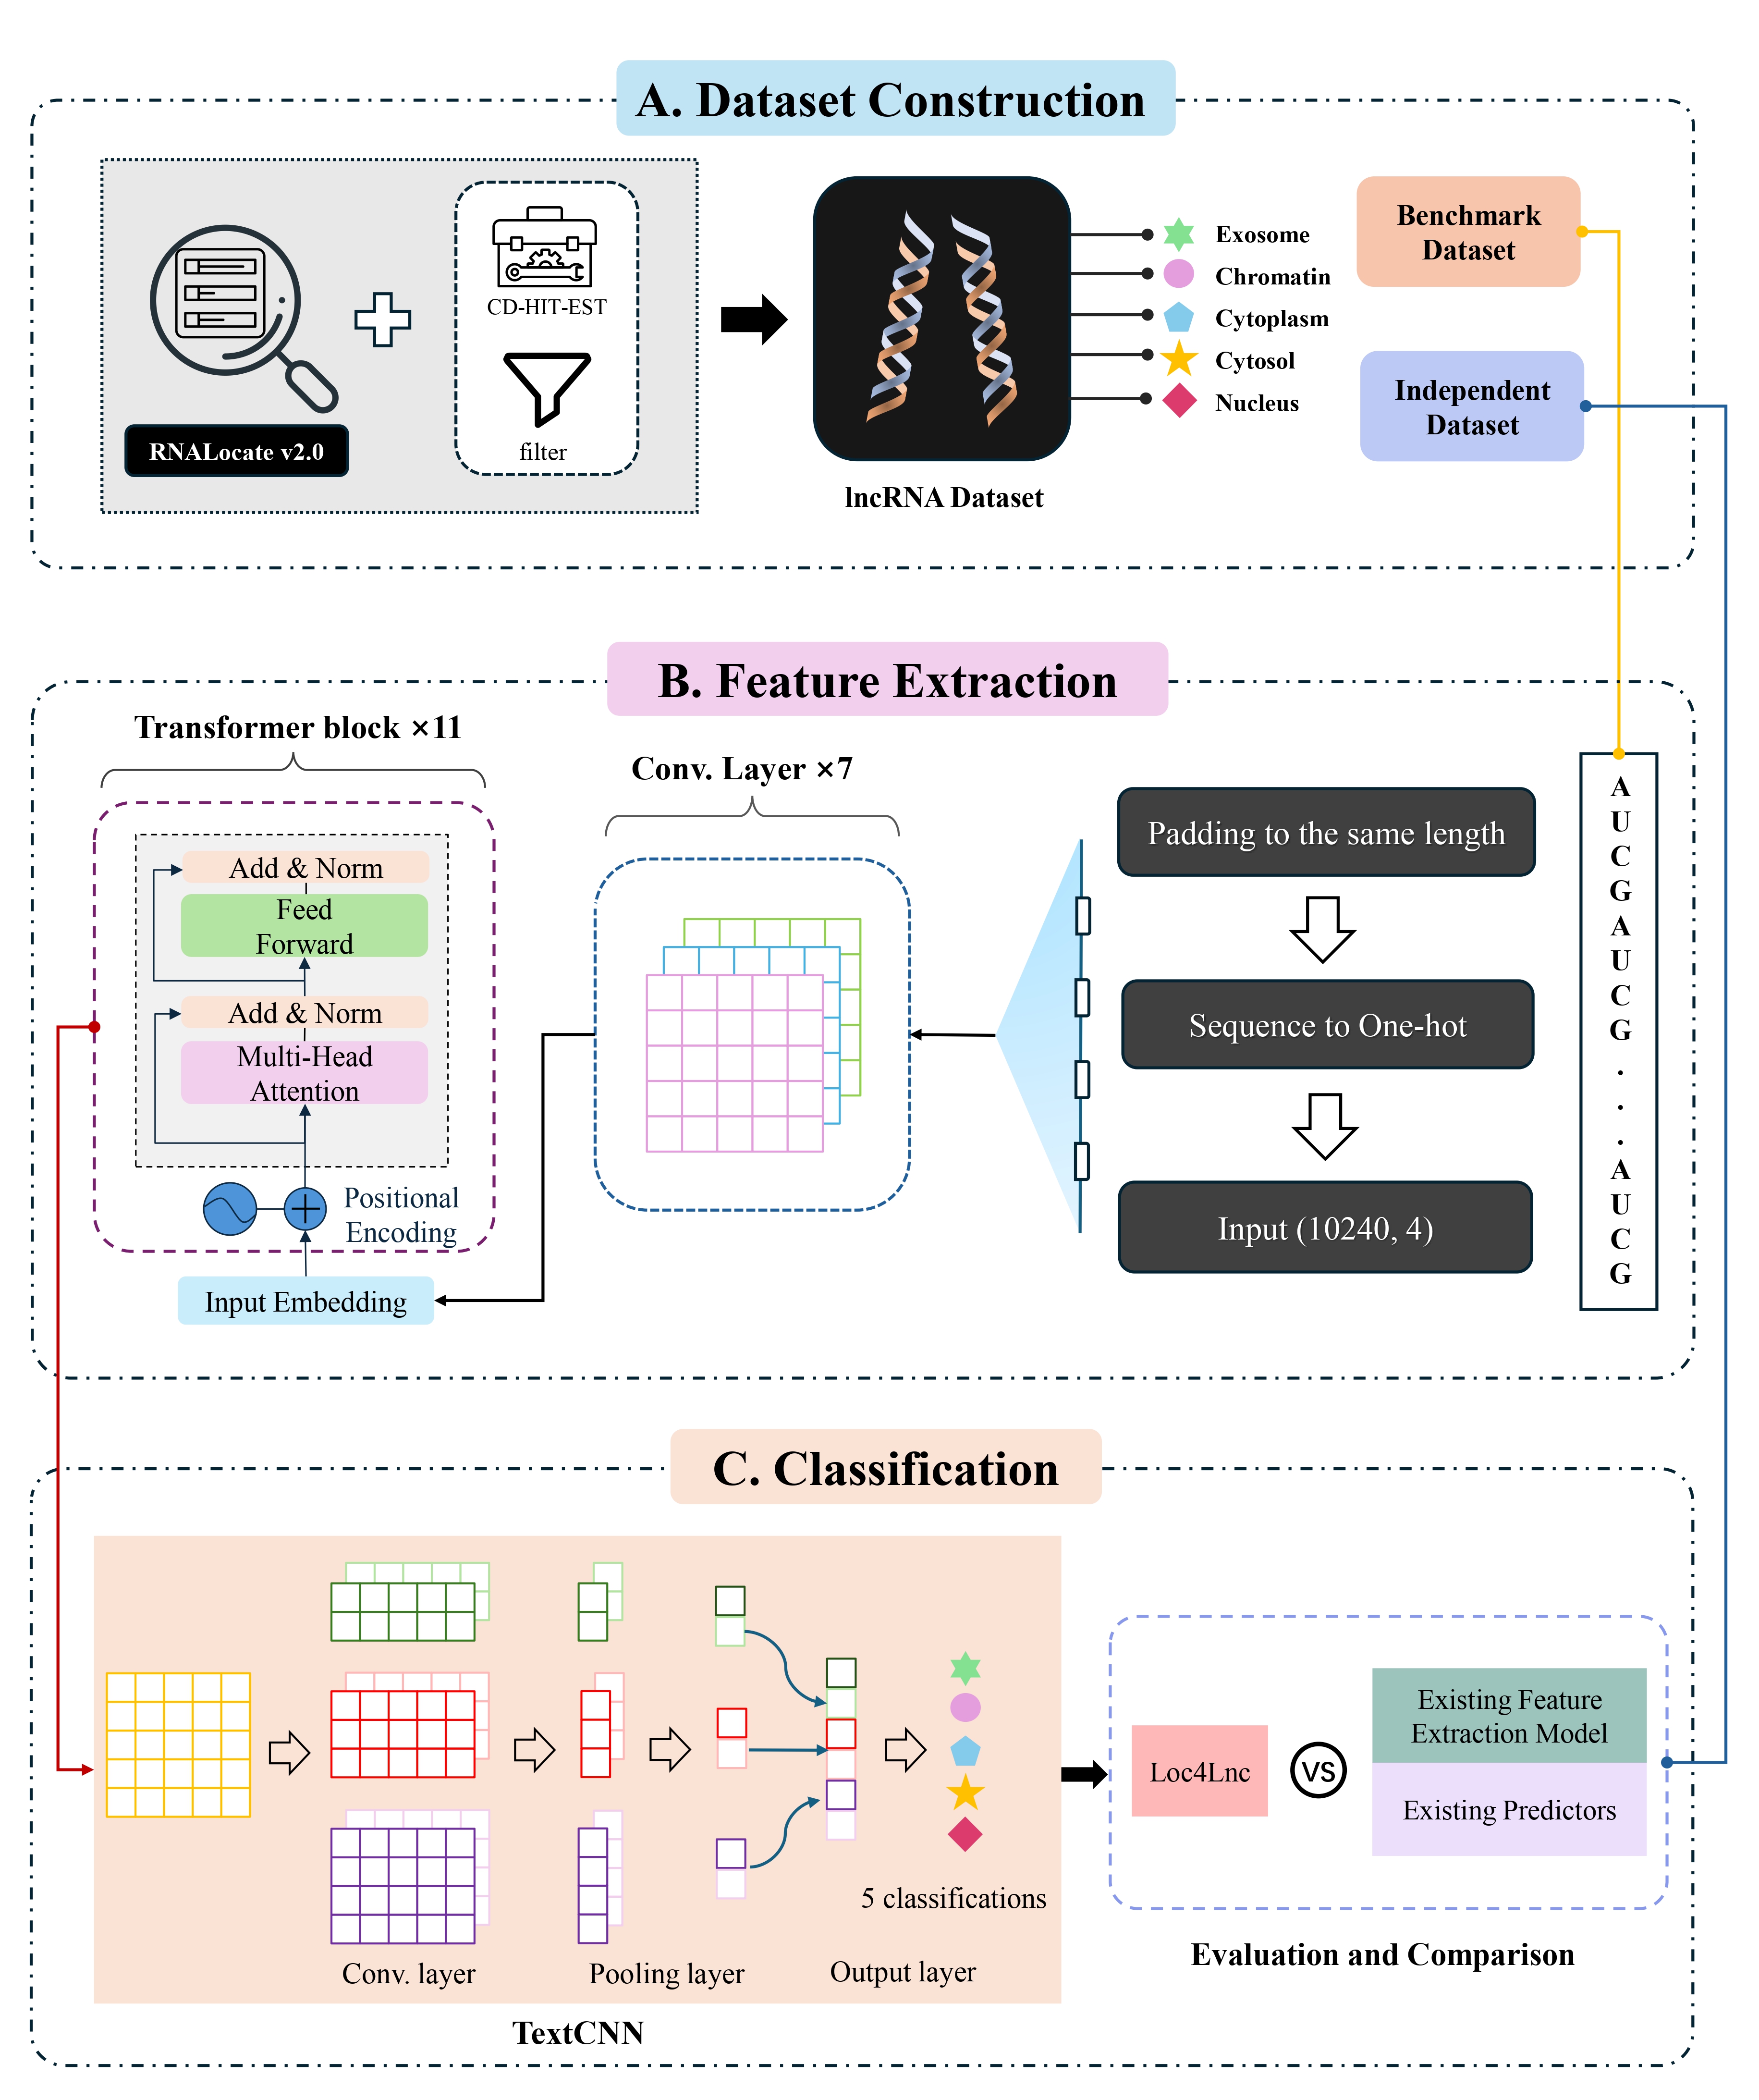 A. Dataset Construction
CD-HIT-EST
filter
RNALocate v2.0
lncRNA Dataset
Exosome
Chromatin
Cytoplasm
Cytosol
Nucleus
Benchmark
Dataset
Independent
Dataset
B. Feature Extraction
Transformer block ×11
Add & Norm
Feed
Forward
Add & Norm
Multi-Head
Attention
Positional
Encoding
Input Embedding
Conv. Layer ×7
Padding to the same length
Sequence to One-hot
Input (10240, 4)
A
U
C
G
A
U
C
G
.
.
.
A
U
C
G
C. Classification
5 classifications
Conv. layer
Pooling layer
Output layer
TextCNN
Loc4Lnc
VS
Existing Feature
Extraction Model
Existing Predictors
Evaluation and Comparison